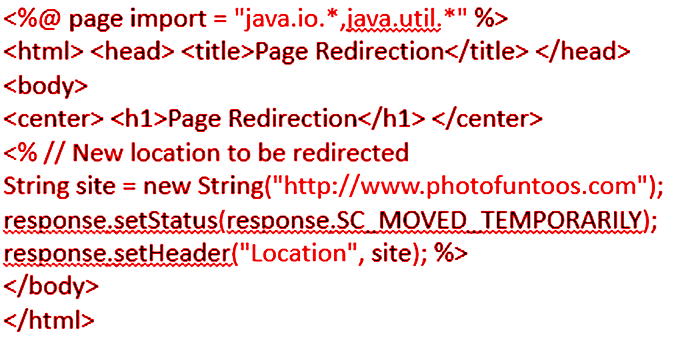 <%@ page import = "java.io.*,java.util.*" %>
<html> <head> <title>Page Redirection</title> </head>
<body>
<center> <h1>Page Redirection</h1> </center>
<% // New location to be redirected
String site = new String("http://www.photofuntoos.com");
response.setStatus(response.SC_MOVED_TEMPORARILY);
response.setHeader("Location", site); %>
</body>
</html>